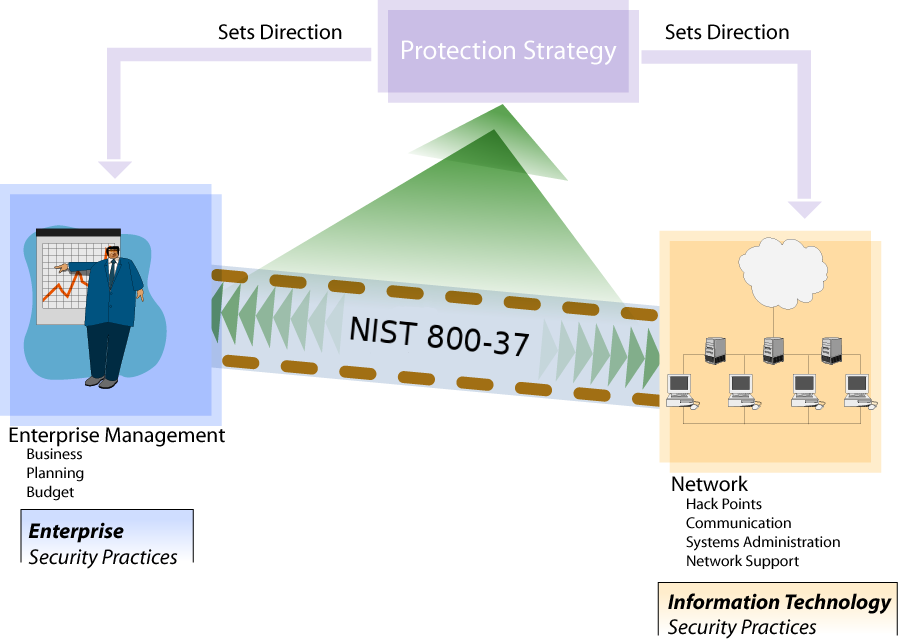 Sets Direction
Protection Strategy
Sets Direction
NIST 800-37
Enterprise Management
Business
Planning
Budget
Enterprise
Security Practices
Network
Hack Points
Communication
Systems Administration
Network Support
Information Technology
Security Practices